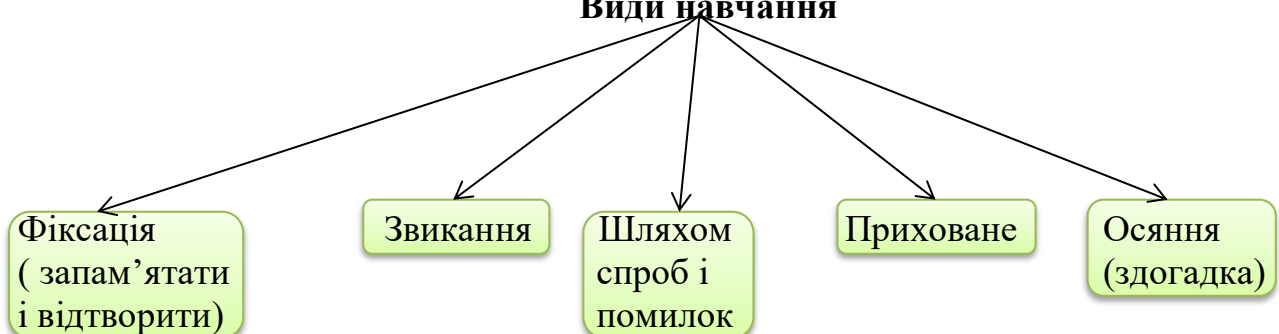 Види навчання
Фіксація
( запам’ятати
і відтворити)
Звикання
Шляхом
спроб і
помилок
Приховане
Осяння
(здогадка)